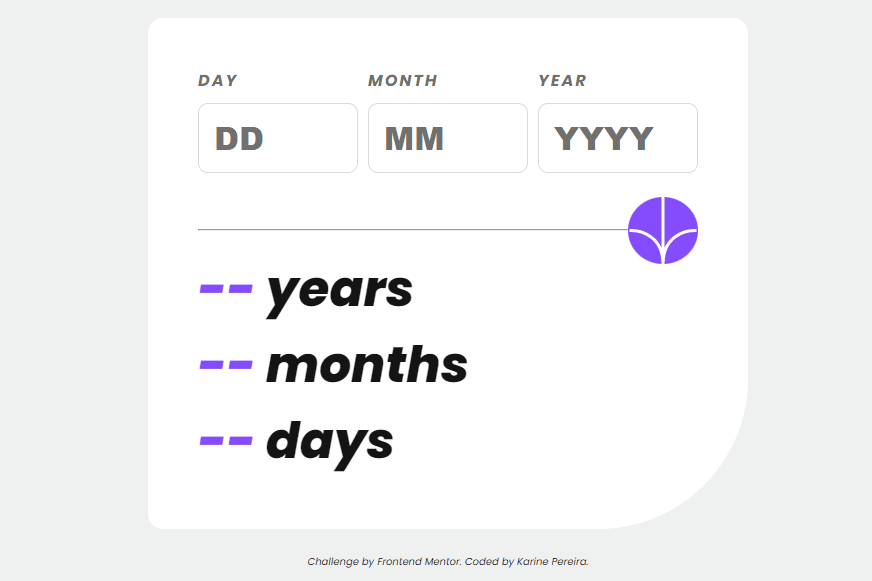 DAY MONTH YEAR
DD MM YYYY
-- years
-- months
-- days
Challenge by Frontend Mentor. Coded by Karine Pereira.